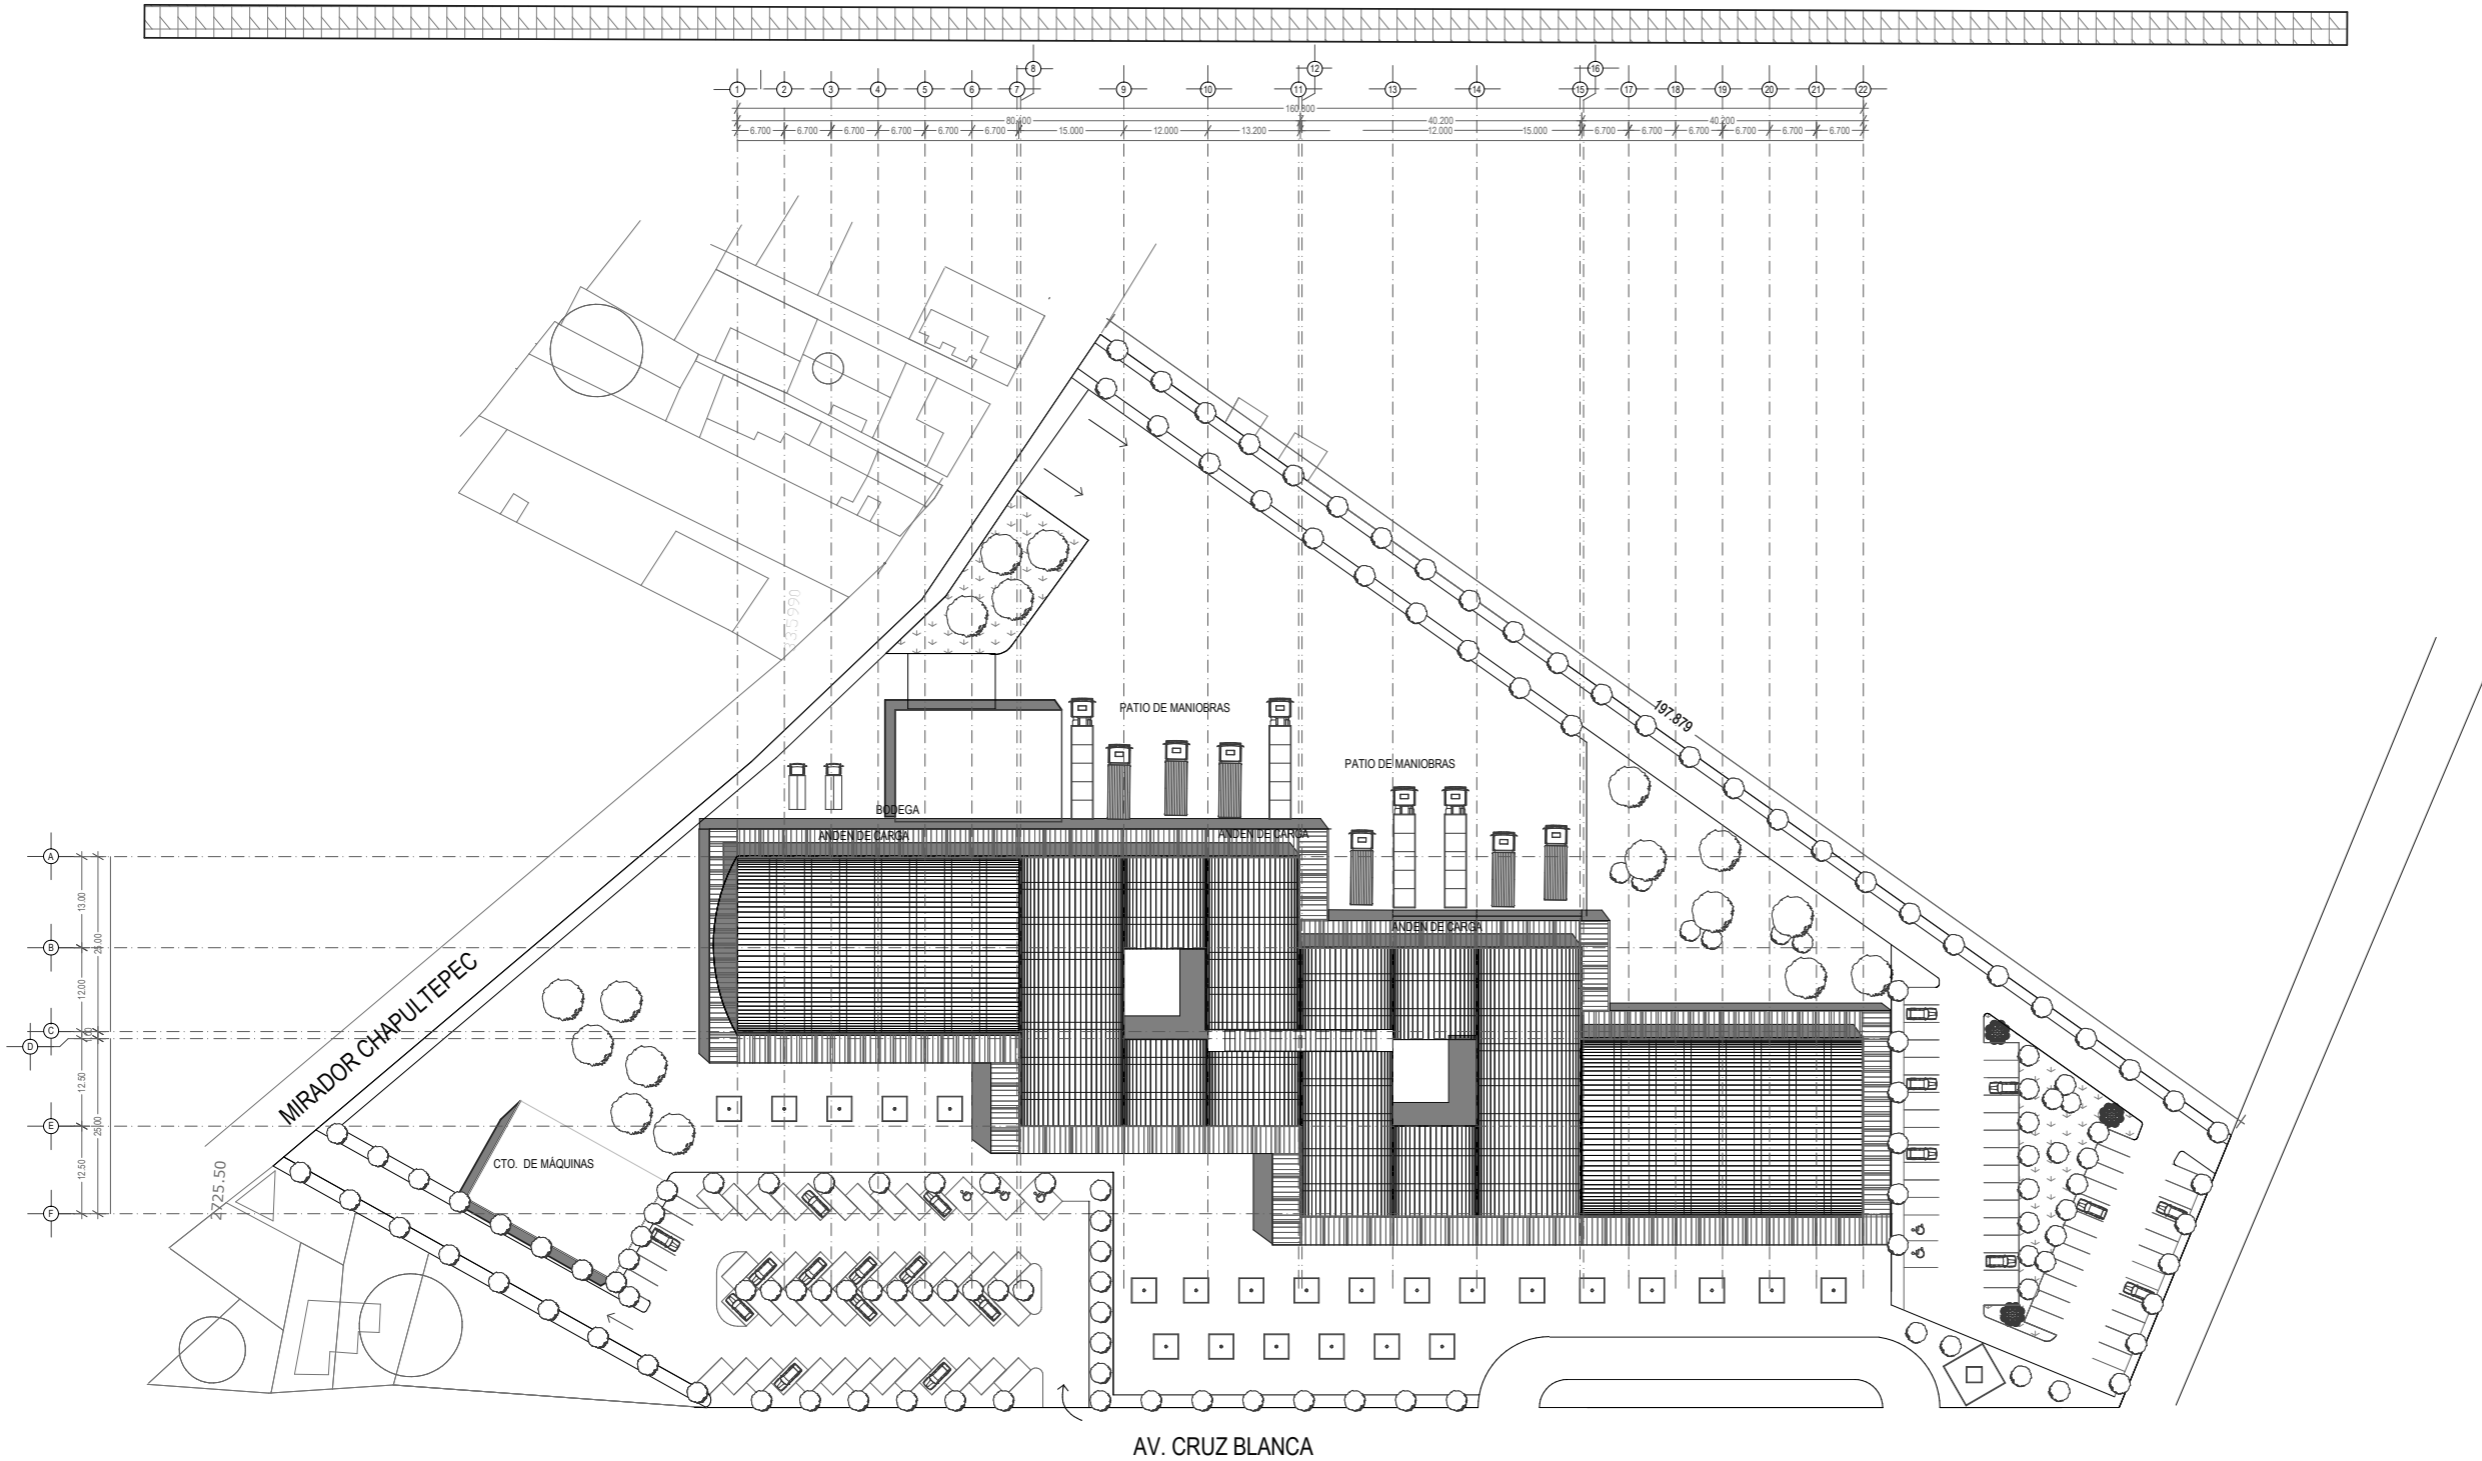 8 12 16
1 2 3 4 5 6 7 9 10 11 13 14 15 17 18 19 20 21 22
160.800
80.400 40.200 40.200
6.700 6.700 6.700 6.700 6.700 6.700 15.000 12.000 13.200 12.000 15.000 6.700 6.700 6.700 6.700 6.700 6.700
197.879
PATIO DE MANIOBRAS
PATIO DE MANIOBRAS
BODEGA
ANDEN DE CARGA
ANDEN DE CARGA
ANDEN DE CARGA
A
13.00
B
25.00
12.00
C
D
12.50
E
25.00
12.50
F
MIRADOR CHAPULTEPEC
CTO. DE MÁQUINAS
2725.50
AV. CRUZ BLANCA